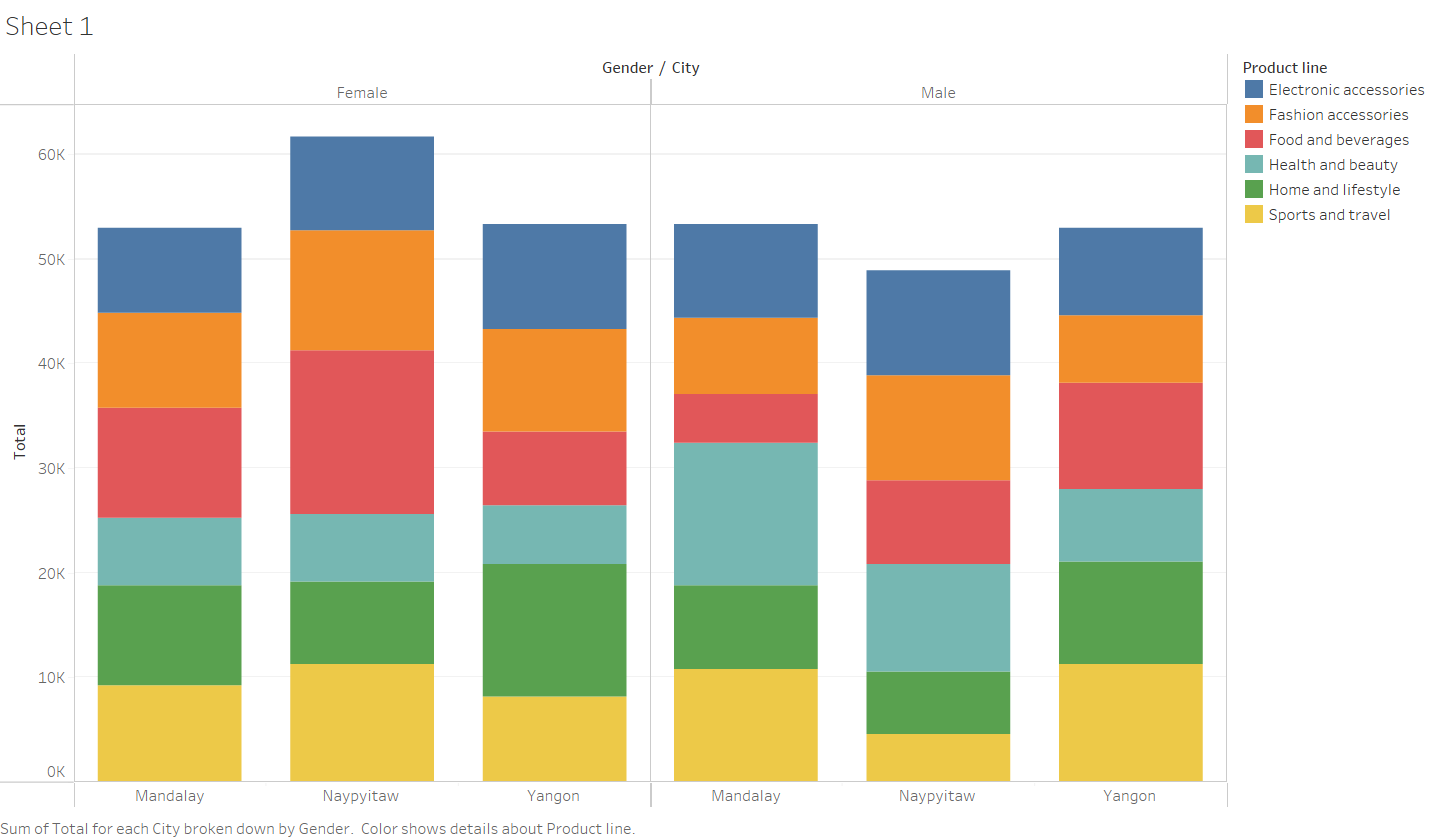 Sheet 1
Gender / City
Female Male
Product line
Electronic accessories
Fashion accessories
Food and beverages
Health and beauty
Home and lifestyle
Sports and travel
Total
60K
50K
40K
30K
20K
10K
0K
Mandalay Naypyitaw Yangon Mandalay Naypyitaw Yangon
Sum of Total for each City broken down by Gender. Color shows details about Product line.